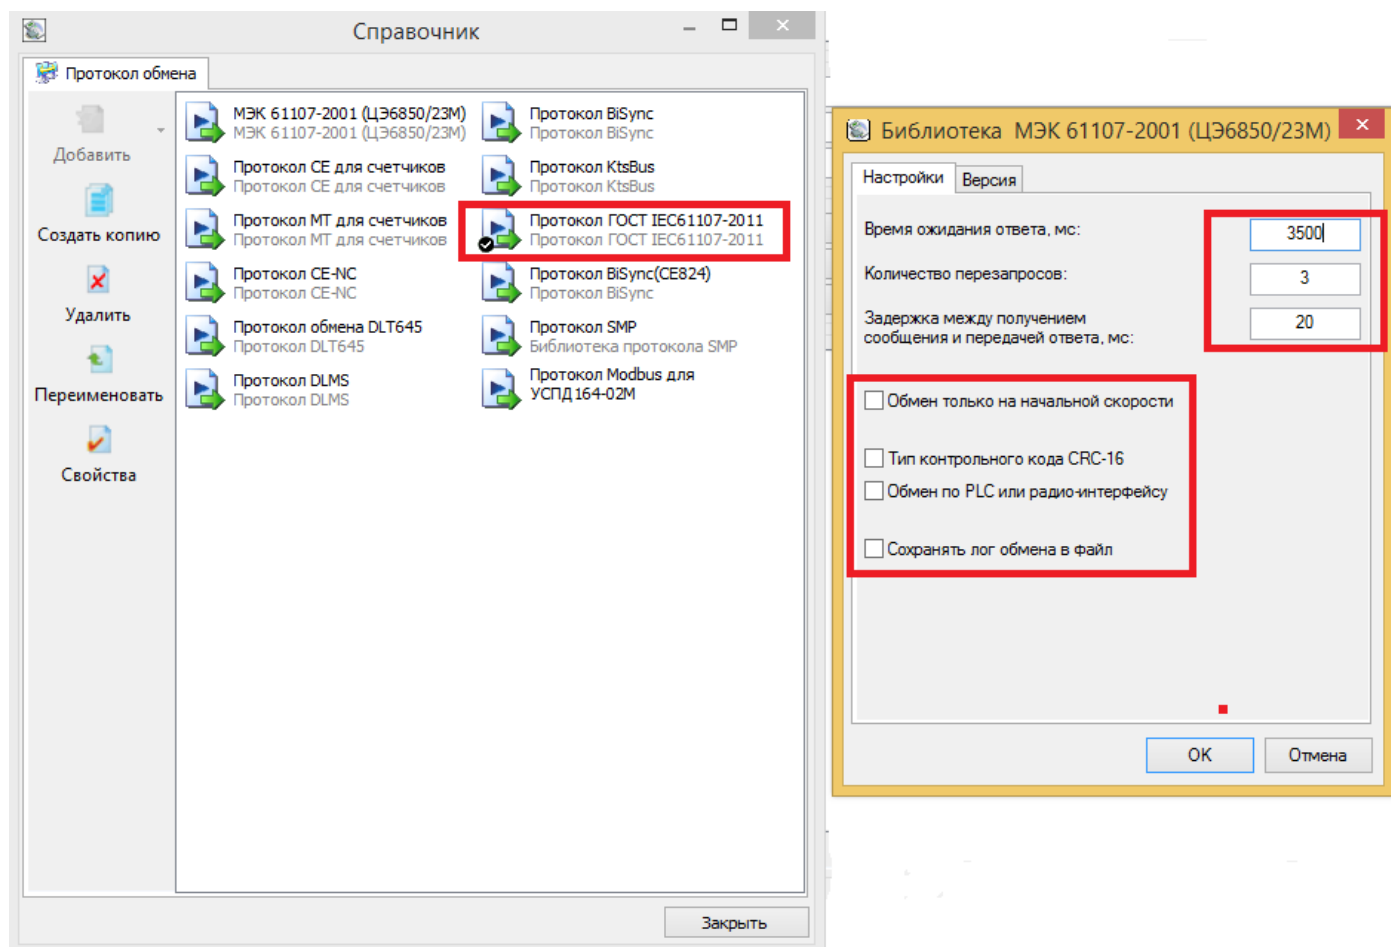 Справочник
Протокол обмена
Добавить
Создать копию
Удалить
Переименовать
Свойства
МЭК 61107-2001 (ЦЭ6850/23М)
МЭК 61107-2001 (ЦЭ6850/23М)
Протокол СЕ для счетчиков
Протокол СЕ для счетчиков
Протокол МТ для счетчиков
Протокол МТ для счетчиков
Протокол CE-NC
Протокол CE-NC
Протокол обмена DLT645
Протокол DLT645
Протокол DLMS
Протокол DLMS
Протокол BiSync
Протокол BiSync
Протокол KtsBus
Протокол KtsBus
Протокол ГОСТ IEC61107-2011
Протокол ГОСТ IEC61107-2011
Протокол BiSync(CE824)
Протокол BiSync
Протокол SMP
Библиотека протокола SMP
Протокол Modbus для
УСПД164-02М
Закрыть
Библиотека МЭК 61107-2001 (ЦЭ6850/23М)
Настройки
Версия
Время ожидания ответа, мс:
3500
Количество перезапросов:
3
Задержка между получением
сообщения и передачей ответа, мс:
20
Обмен только на начальной скорости
Тип контрольного кода CRC-16
Обмен по PLC или радио-интерфейсу
Сохранять лог обмена в файл
OK
Отмена